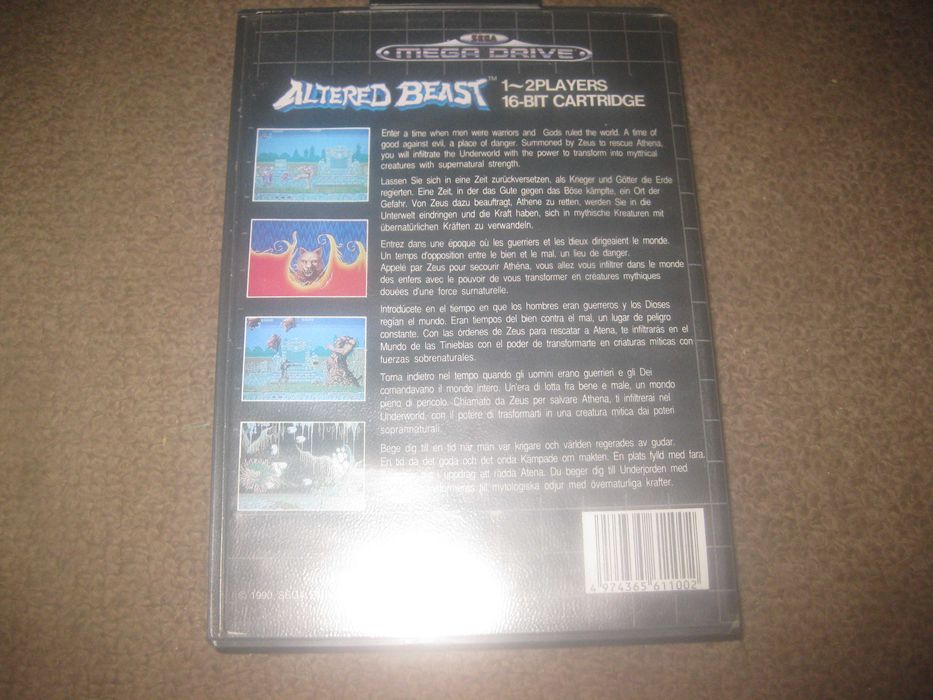 SEGA
MEGA DRIVE
ALTERED BEAST™
1~2PLAYERS
16-BIT CARTRIDGE
Enter a time when men were warriors and Gods ruled the world. A time of
good against evil, a place of danger. Summoned by Zeus to rescue Athena,
you will infiltrate the Underworld with the power to transform into mythical
creatures with supernatural strength.
Lassen Sie sich in eine Zeit zurückversetzen, als Krieger und Götter die Erde
regierten. Eine Zeit, in der das Gute gegen das Böse kämpfte, ein Ort der
Gefahr. Von Zeus dazu beauftragt, Athene zu retten, werden Sie in die
Unterwelt eindringen und die Kraft haben, sich in mythische Kreaturen mit
übernatürlichen Kräften zu verwandeln.
Entrez dans une époque où les guerriers et les dieux dirigeaient le monde.
Un temps d'opposition entre le bien et le mal, un lieu de danger.
Appelé par Zeus pour secourir Athéna, vous allez vous infiltrer dans le monde
des enfers avec le pouvoir de vous transformer en creatures mythiques
douées d'une force surnaturelle.
Introdúcete en el tiempo en que los hombres eran guerreros y los Dioses
regían el mundo. Eran tiempos del bien contra el mal, un lugar de peligro
constante. Con las órdenes de Zeus para rescatar a Atena, te infiltrarás en el
Mundo de las Tinieblas con el poder de transformarte en criaturas míticas con
fuerzas sobrenaturales.
Torna indietro nel tempo quando gli uomini erano guerrieri e gli Dei
comandavano il mondo intero. Un'era di lotta fra bene e male, un mondo
pieno di pericolo. Chiamato da Zeus per salvare Athena, ti infiltrerai nel
Underworld, con il potere di trasformarti in una creatura mitica dai poteri
soprannaturali.
Bege dig till en tid när män var krigare och världen regerades av gudar.
En tid då det goda och det onda Kämpade om makten. En plats fylld med fara.
i uppdrag att rädda Atena. Du beger dig till Underjorden med
till mytologiska odjur med övernaturliga krafter.
4 974365 611002
© 1990, SEGA